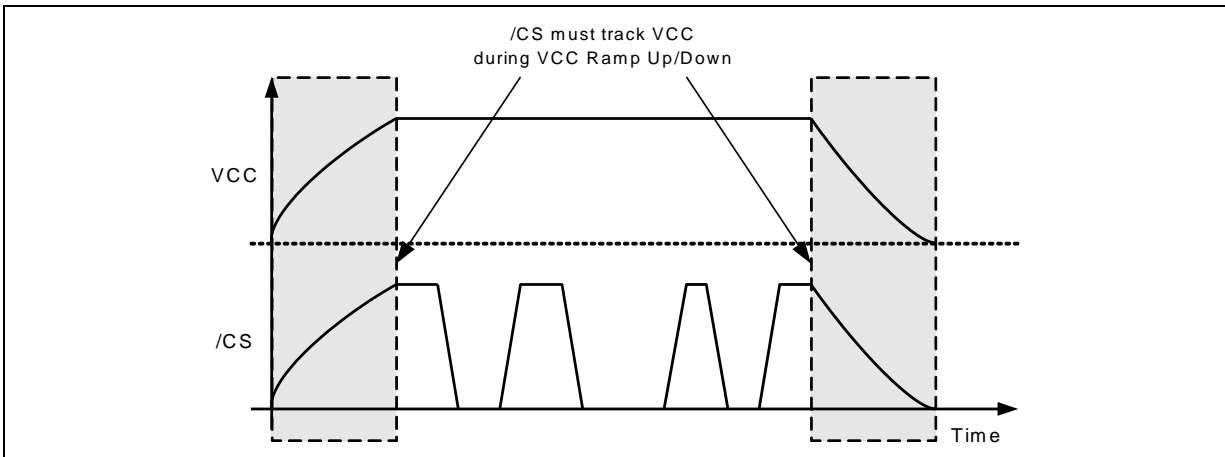 /CS must track VCC
during VCC Ramp Up/Down
VCC
/CS
Time